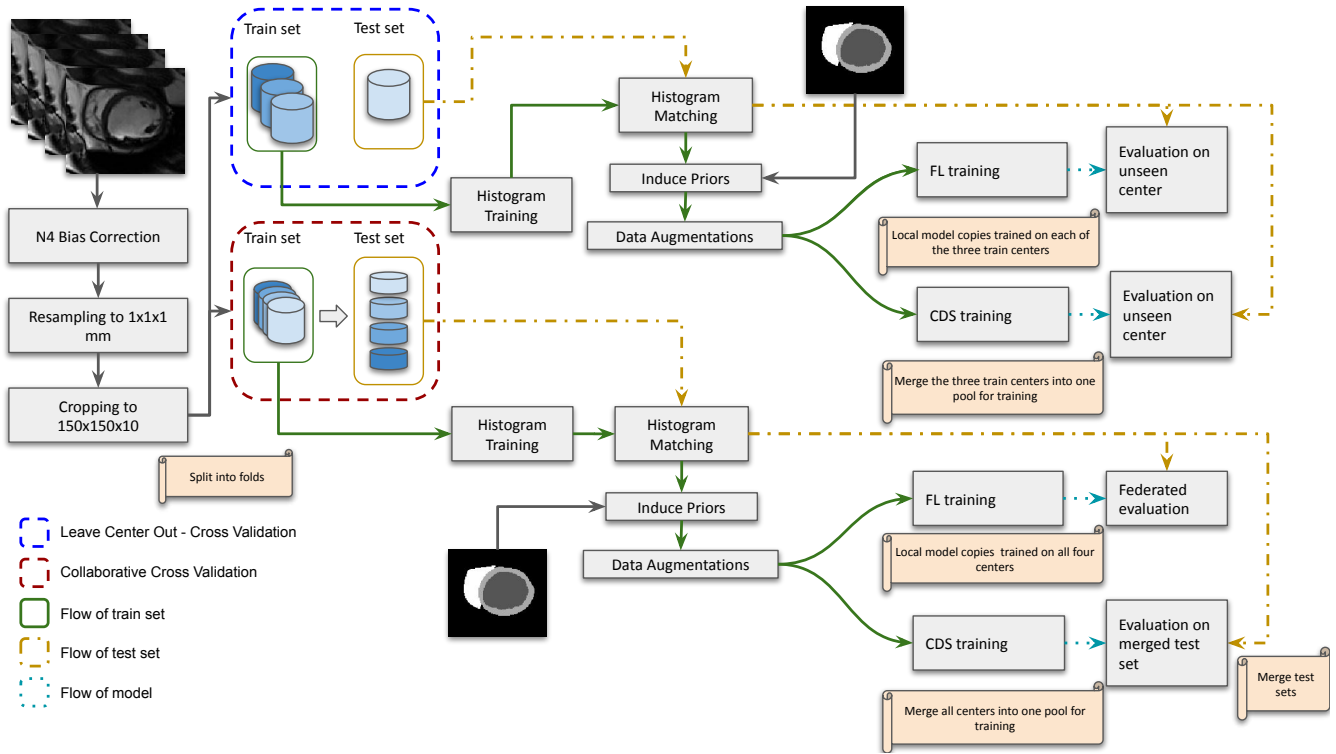 Train set
Test set
Histogram
Matching
FL training
Evaluation on
unseen
center
Induce Priors
Histogram
Training
N4 Bias Correction
Data Augmentations
Local model copies trained on each of
the three train centers
Train set
Test set
Resampling to 1x1x1
mm
CDS training
Evaluation on
unseen
center
Merge the three train centers into one
pool for training
Cropping to
150x150x10
Histogram
Training
Histogram
Matching
Split into folds
FL training
Federated
evaluation
Induce Priors
Local model copies  trained on all four
centers
Data Augmentations
CDS training
Evaluation on
merged test
set
Merge test
sets
Merge all centers into one pool for
training
Leave Center Out - Cross Validation
Collaborative Cross Validation
Flow of train set
Flow of test set
Flow of model